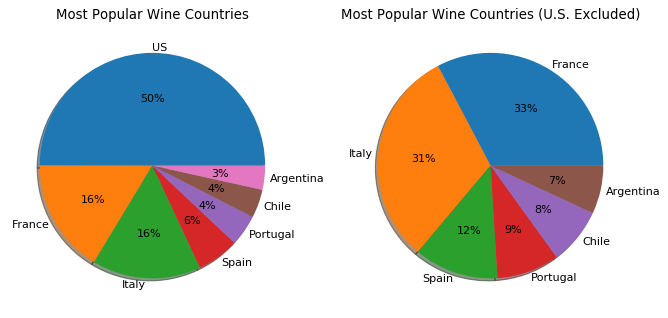 Most Popular Wine Countries
US
50%
France
16%
Italy
16%
Spain
6%
Portugal
4%
Chile
4%
Argentina
3%
Most Popular Wine Countries (U.S. Excluded)
France
33%
Italy
31%
Spain
12%
Portugal
9%
Chile
8%
Argentina
7%